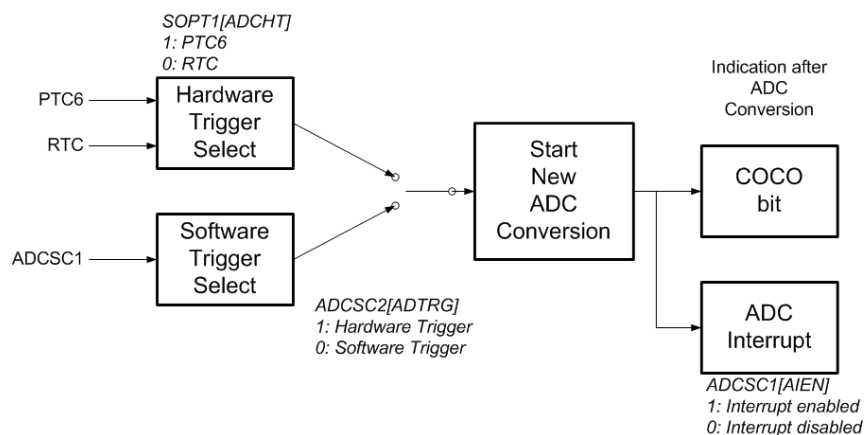 SOPT1[ADCHT]
1: PTC6
0: RTC
PTC6
RTC
Hardware
Trigger
Select
ADCSC1
Software
Trigger
Select
ADCSC2[ADTRG]
1: Hardware Trigger
0: Software Trigger
Start
New
ADC
Conversion
Indication after
ADC
Conversion
COCO
bit
ADC
Interrupt
ADCSC1[AIEN]
1: Interrupt enabled
0: Interrupt disabled